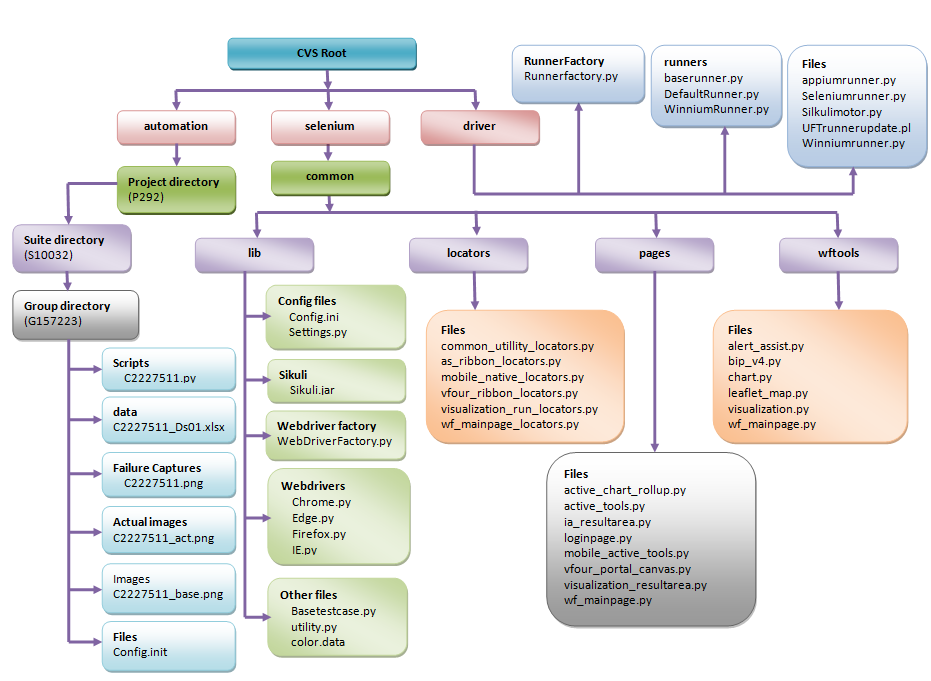 CVS Root
automation
selenium
driver
RunnerFactory
Runnerfactory.py
runners
baserunner.py
DefaultRunner.py
WinniumRunner.py
Files
appiumrunner.py
Seleniumrunner.py
Silkulimotor.py
UFTrunnerupdate.pl
Winniumrunner.py
Project directory
(P292)
common
Suite directory
(S10032)
Group directory
(G157223)
Scripts
C2227511.py
data
C2227511_Ds01.xlsx
Failure Captures
C2227511.png
Actual images
C2227511_act.png
Images
C2227511_base.png
Files
Config.init
lib
Config files
Config.ini
Settings.py
Sikuli
Sikuli.jar
Webdriver factory
WebDriverFactory.py
Webdrivers
Chrome.py
Edge.py
Firefox.py
IE.py
Other files
Basetestcase.py
utility.py
color.data
locators
Files
common_utillity_locators.py
as_ribbon_locators.py
mobile_native_locators.py
vfour_ribbon_locators.py
visualization_run_locators.py
wf_mainpage_locators.py
pages
Files
active_chart_rollup.py
active_tools.py
ia_resultarea.py
loginpage.py
mobile_active_tools.py
vfour_portal_canvas.py
visualization_resultarea.py
wf_mainpage.py
wftools
Files
alert_assist.py
bip_v4.py
chart.py
leaflet_map.py
visualization.py
wf_mainpage.py